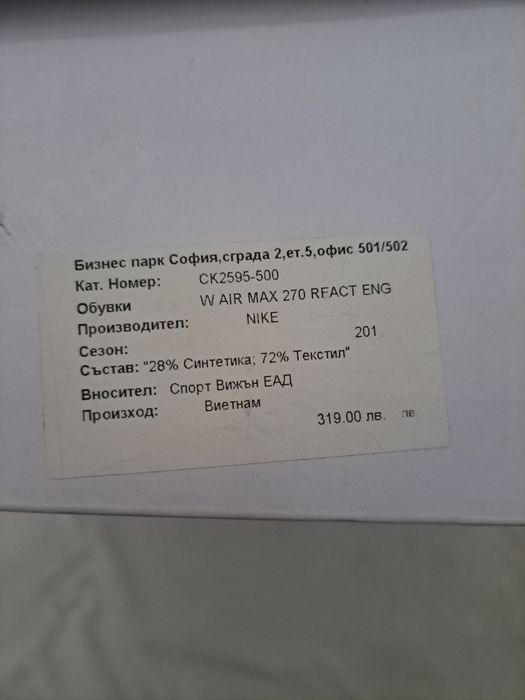 Бизнес парк София,сграда 2,ет.5,офис 501/502
Кат. Номер: CK2595-500
Обувки W AIR MAX 270 RFACT ENG
Производител: NIKE
Сезон: 201
Състав: "28% Синтетика; 72% Текстил"
Вносител: Спорт Вижън ЕАД
Произход: Виетнам
319.00 лв. лв.